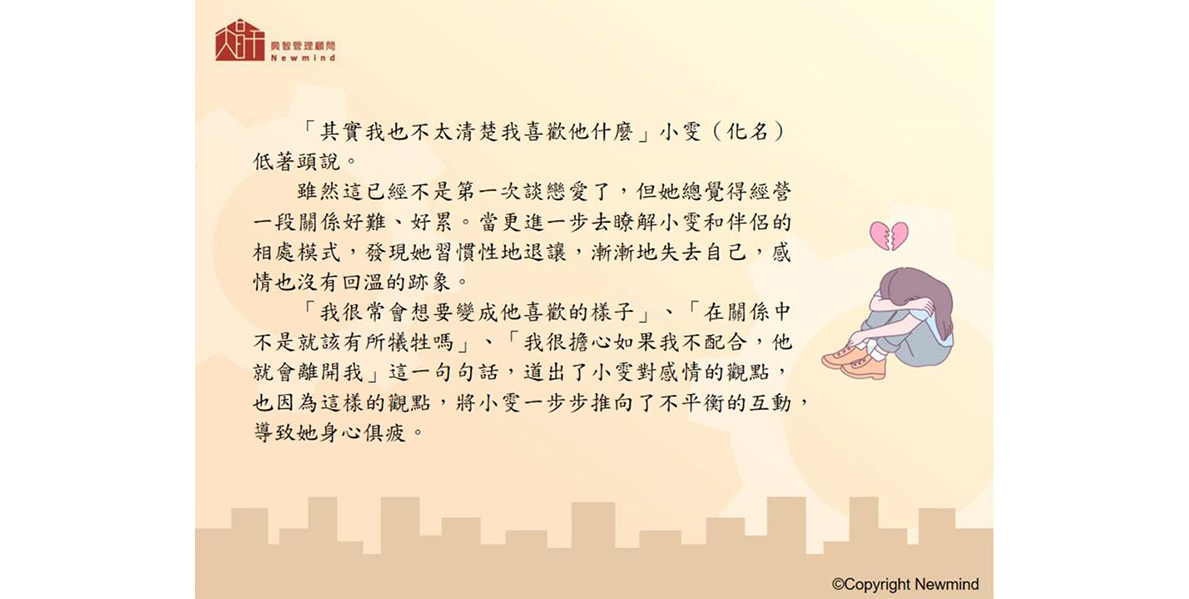 興智管理顧問
Newmind
「其實我也不太清楚我喜歡他什麼」小雯（化名）
低著頭說。
雖然這已經不是第一次談戀愛了，但她總覺得經營
一段關係好難、好累。當更進一步去瞭解小雯和伴侶的
相處模式，發現她習慣性地退讓，漸漸地失去自己，感
情也沒有回溫的跡象。
「我很常會想要變成他喜歡的樣子」、「在關係中
不是就該有所犧牲嗎」、「我很擔心如果我不配合，他
就會離開我」這一句句話，道出了小雯對感情的觀點，
也因為這樣的觀點，將小雯一步步推向了不平衡的互動，
導致她身心俱疲。
©Copyright Newmind